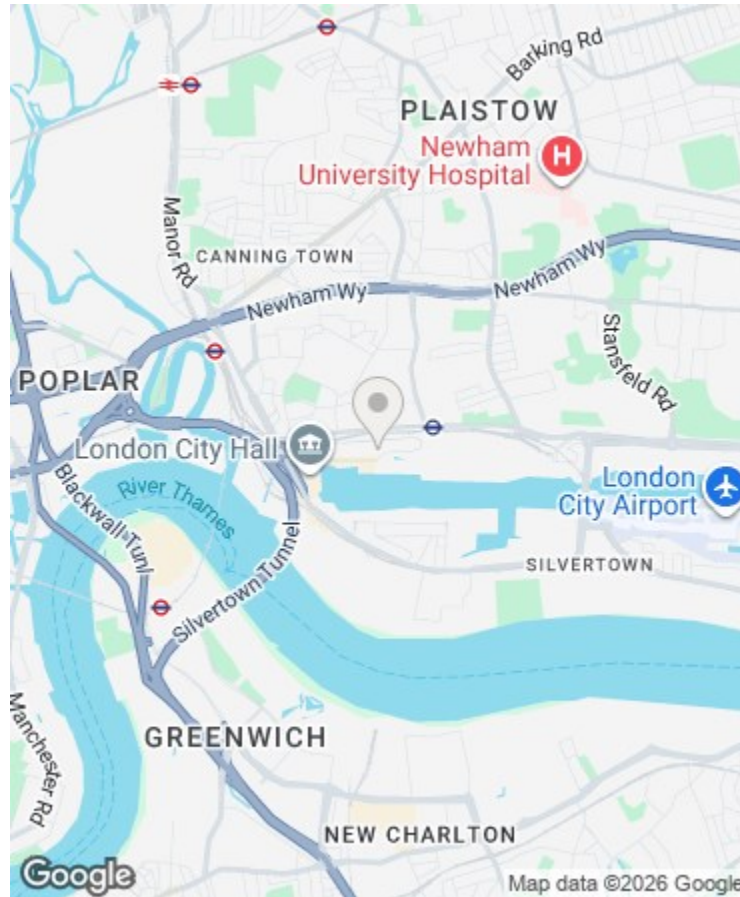 Barking Rd
PLAISTOW
Newham
University Hospital
H
Manor Rd
CANNING TOWN
Newham Wy
Newham Wy
Stansfeld Rd
POPLAR
London City Hall
River Thames
Blackwall Tunl
London
City Airport
Silvertown Tunnel
SILVERTOWN
Manchester Rd
GREENWICH
NEW CHARLTON
Google
Map data ©2026 Google